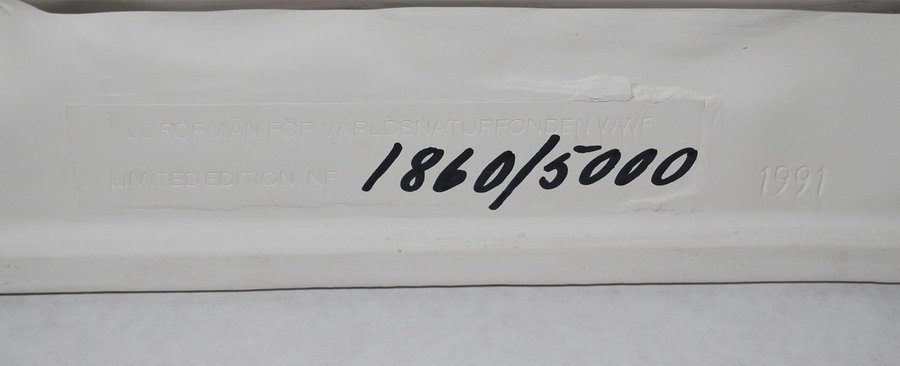 TILL FÖRMÅN FÖR VÄRLDSNATURFONDEN WWF
LIMITED EDITION NR 1860/5000 1991